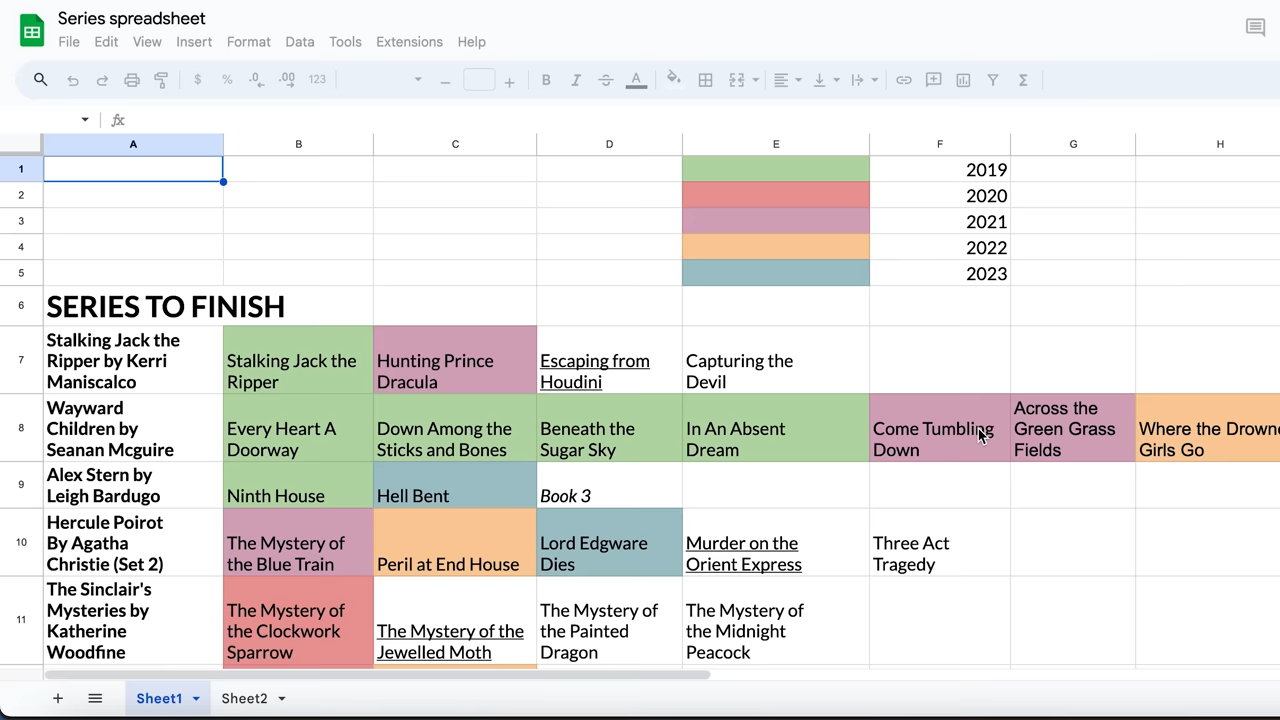 Series spreadsheet
File Edit View Insert Format Data Tools Extensions Help
$ % .0 .00 123
B I S A Σ
fx
A B C D E F G H
1 2019
2 2020
3 2021
4 2022
5 2023
6 SERIES TO FINISH
7
Stalking Jack the
Ripper by Kerri
Maniscalco
Stalking Jack the
Ripper
Hunting Prince
Dracula
Escaping from
Houdini
Capturing the
Devil
8
Wayward
Children by
Seanan Mcguire
Every Heart A
Doorway
Down Among the
Sticks and Bones
Beneath the
Sugar Sky
In An Absent
Dream
Come Tumbling
Down
Across the
Green Grass
Fields
Where the Drowne
Girls Go
9
Alex Stern by
Leigh Bardugo
Ninth House
Hell Bent
Book 3
10
Hercule Poirot
By Agatha
Christie (Set 2)
The Mystery of
the Blue Train
Peril at End House
Lord Edgware
Dies
Murder on the
Orient Express
Three Act
Tragedy
11
The Sinclair's
Mysteries by
Katherine
Woodfine
The Mystery of
the Clockwork
Sparrow
The Mystery of the
Jewelled Moth
The Mystery of
the Painted
Dragon
The Mystery of
the Midnight
Peacock
Sheet1 Sheet2